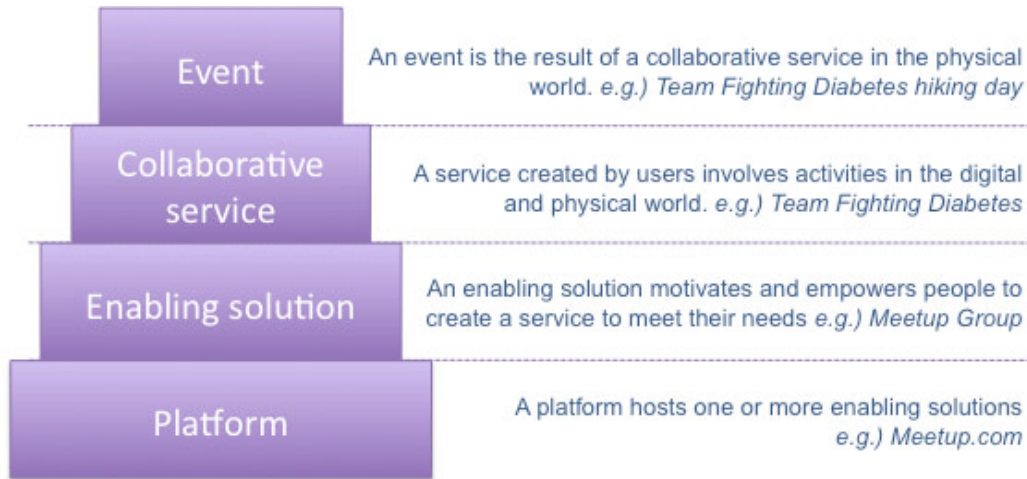 Event
An event is the result of a collaborative service in the physical
world. e.g.) Team Fighting Diabetes hiking day
Collaborative
service
A service created by users involves activities in the digital
and physical world. e.g.) Team Fighting Diabetes
Enabling solution
An enabling solution motivates and empowers people to
create a service to meet their needs e.g.) Meetup Group
Platform
A platform hosts one or more enabling solutions
e.g.) Meetup.com